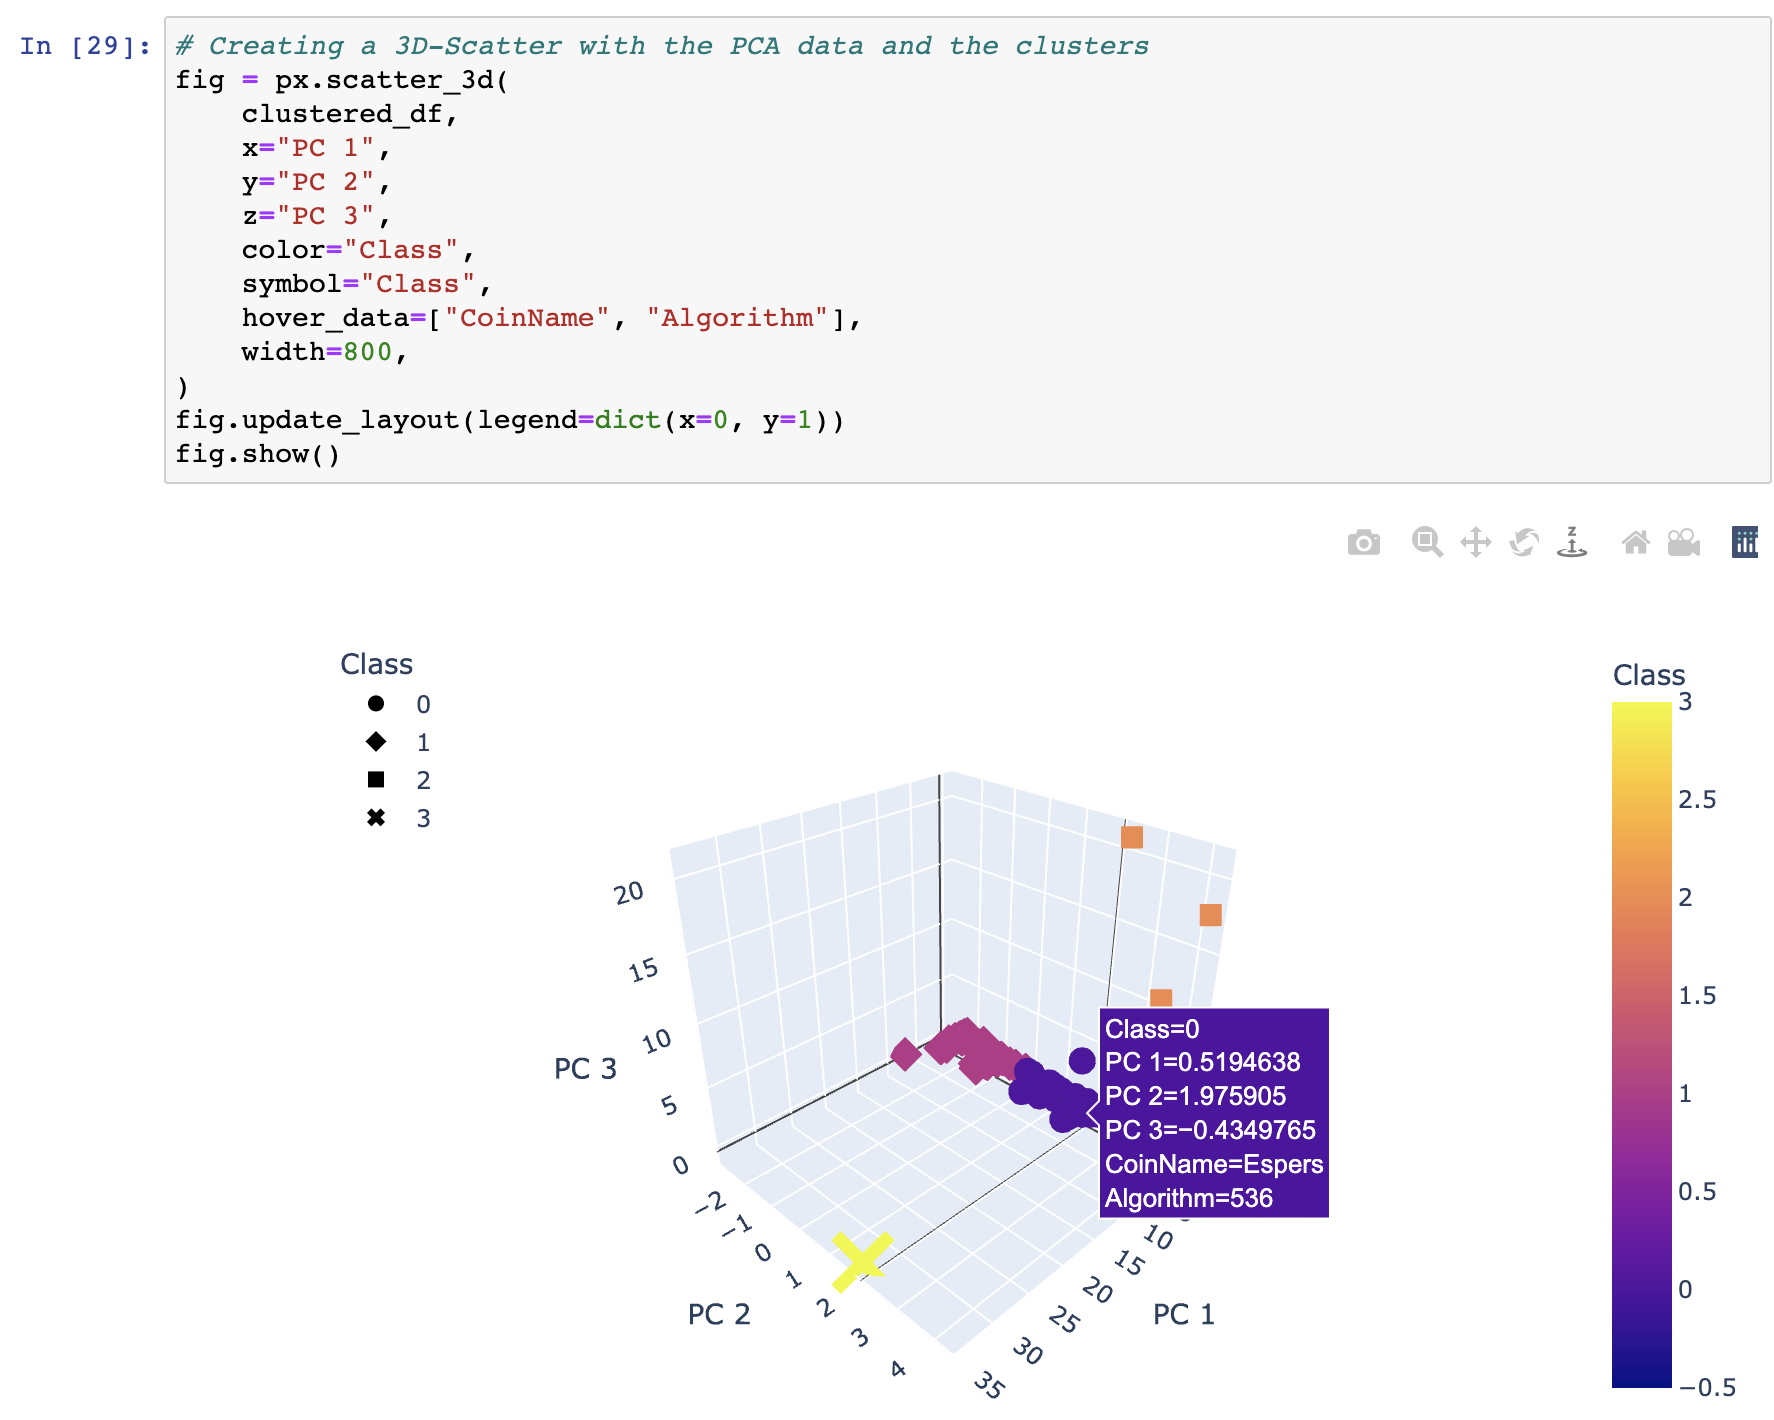 In [29]:
# Creating a 3D-Scatter with the PCA data and the clusters
fig = px.scatter_3d(
    clustered_df,
    x="PC 1",
    y="PC 2",
    z="PC 3",
    color="Class",
    symbol="Class",
    hover_data=["CoinName", "Algorithm"],
    width=800,
)
fig.update_layout(legend=dict(x=0, y=1))
fig.show()
z
Class
0
1
2
3
20
15
10
5
0
PC 3
−2
−1
0
1
2
3
4
PC 2
10
15
20
25
30
35
PC 1
Class=0
PC 1=0.5194638
PC 2=1.975905
PC 3=−0.4349765
CoinName=Espers
Algorithm=536
Class
3
2.5
2
1.5
1
0.5
0
−0.5